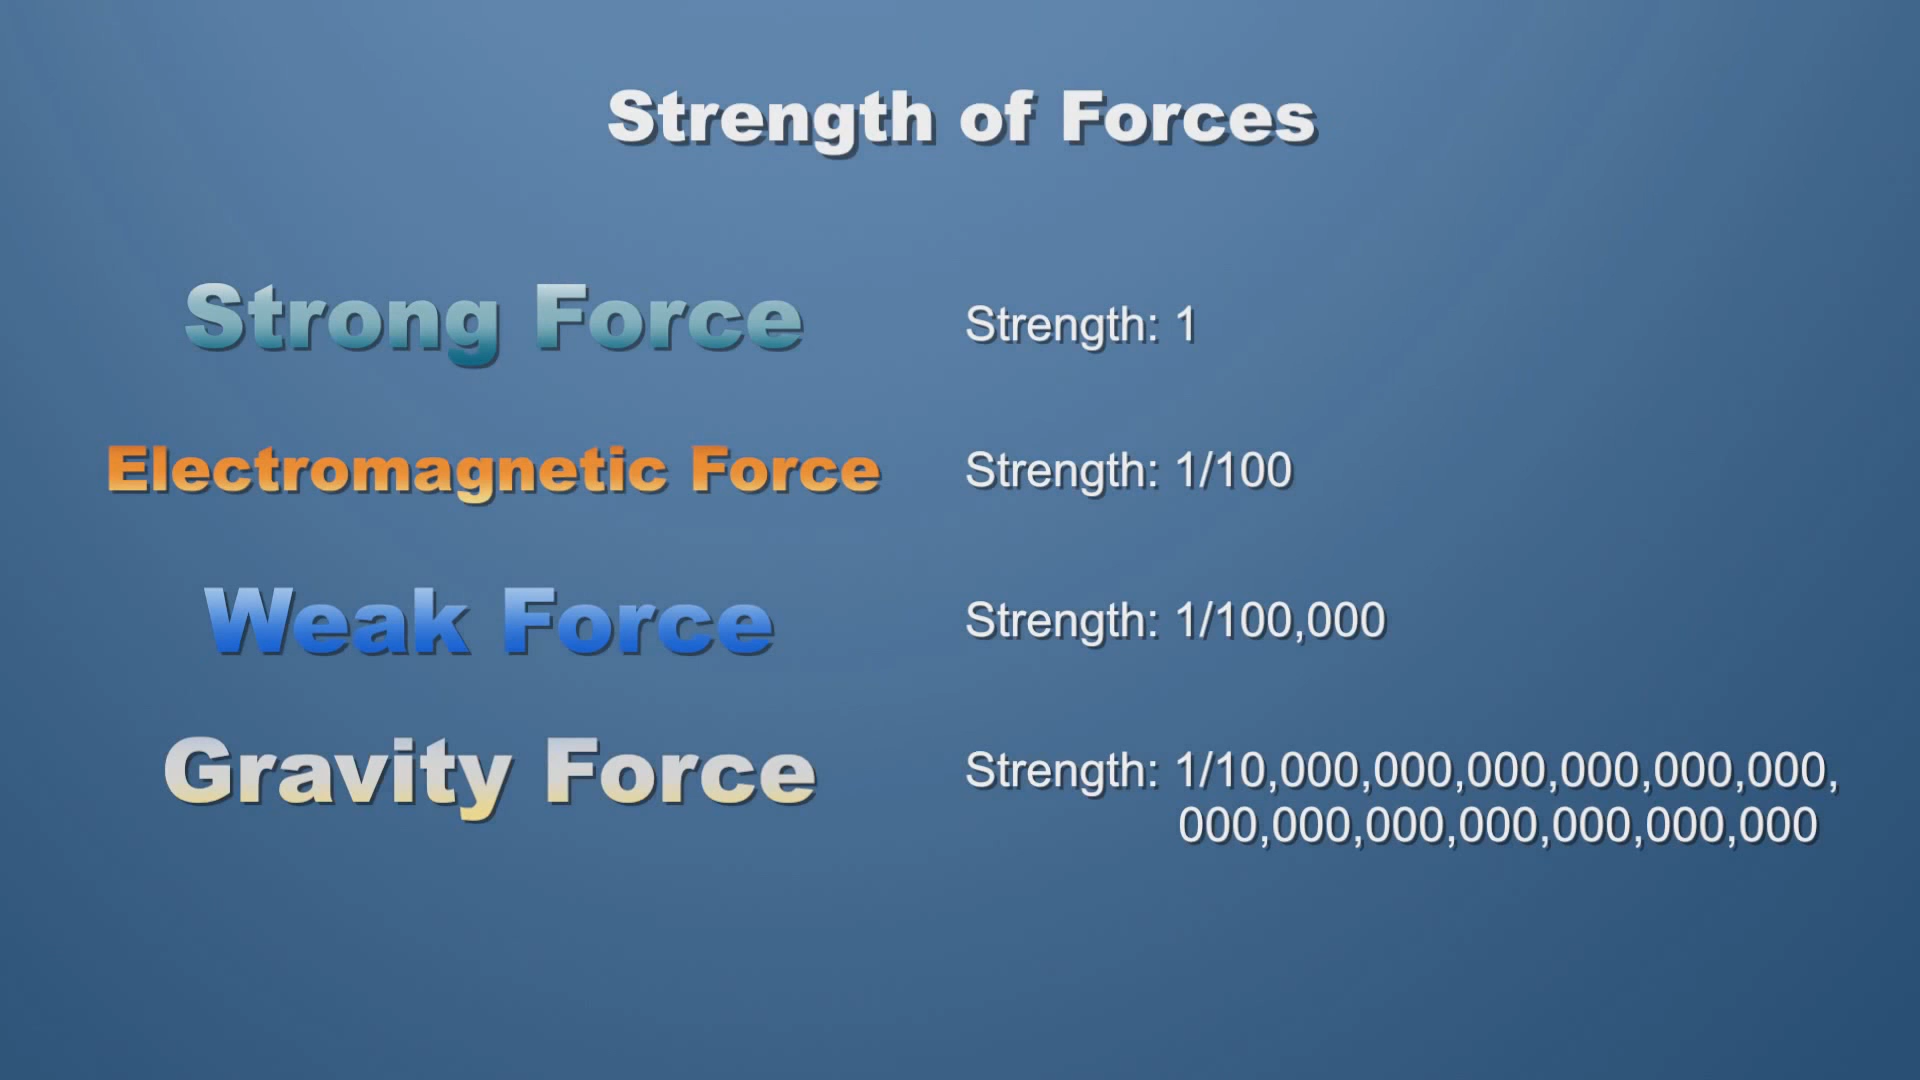 Strength of Forces
Strong Force
Strength: 1
Electromagnetic Force
Strength: 1/100
Weak Force
Strength: 1/100,000
Gravity Force
Strength: 1/10,000,000,000,000,000,000,
000,000,000,000,000,000,000